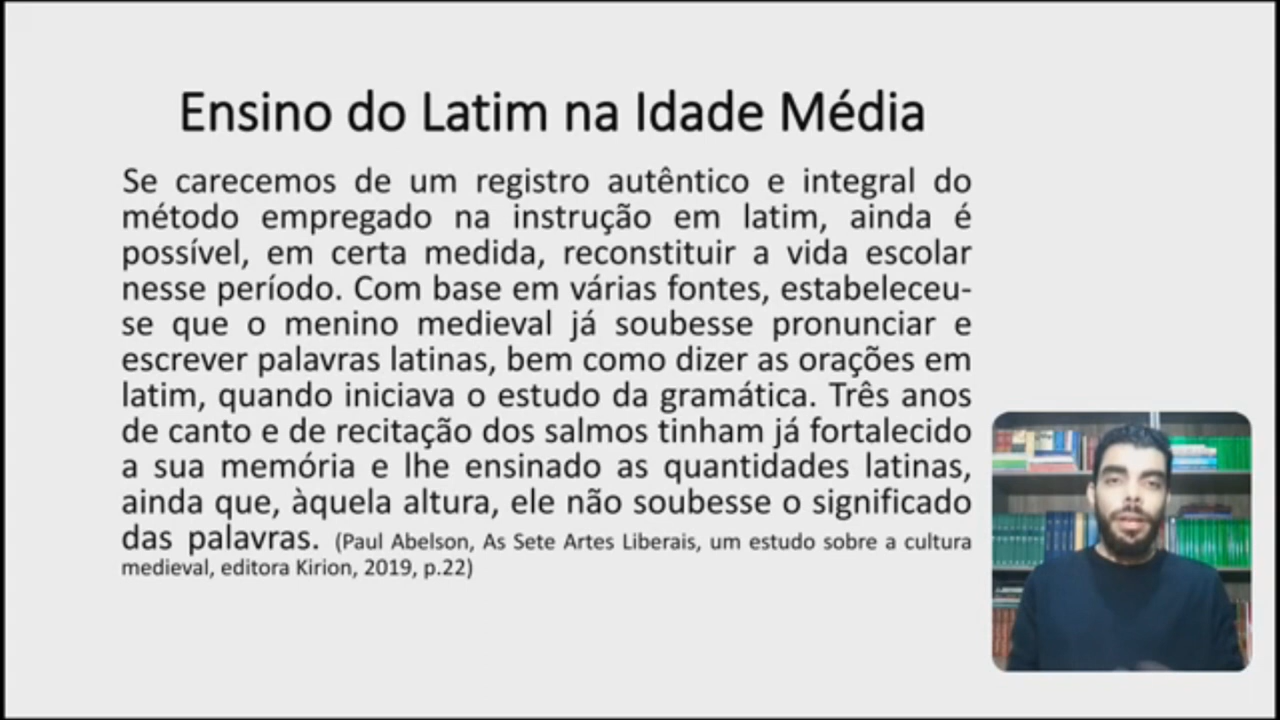 Ensino do Latim na Idade Média
Se carecemos de um registro autêntico e integral do
método empregado na instrução em latim, ainda é
possível, em certa medida, reconstituir a vida escolar
nesse período. Com base em várias fontes, estabeleceu-
se que o menino medieval já soubesse pronunciar e
escrever palavras latinas, bem como dizer as orações em
latim, quando iniciava o estudo da gramática. Três anos
de canto e de recitação dos salmos tinham já fortalecido
a sua memória e lhe ensinado as quantidades latinas,
ainda que, àquela altura, ele não soubesse o significado
das palavras. (Paul Abelson, As Sete Artes Liberais, um estudo sobre a cultura
medieval, editora Kirion, 2019, p.22)